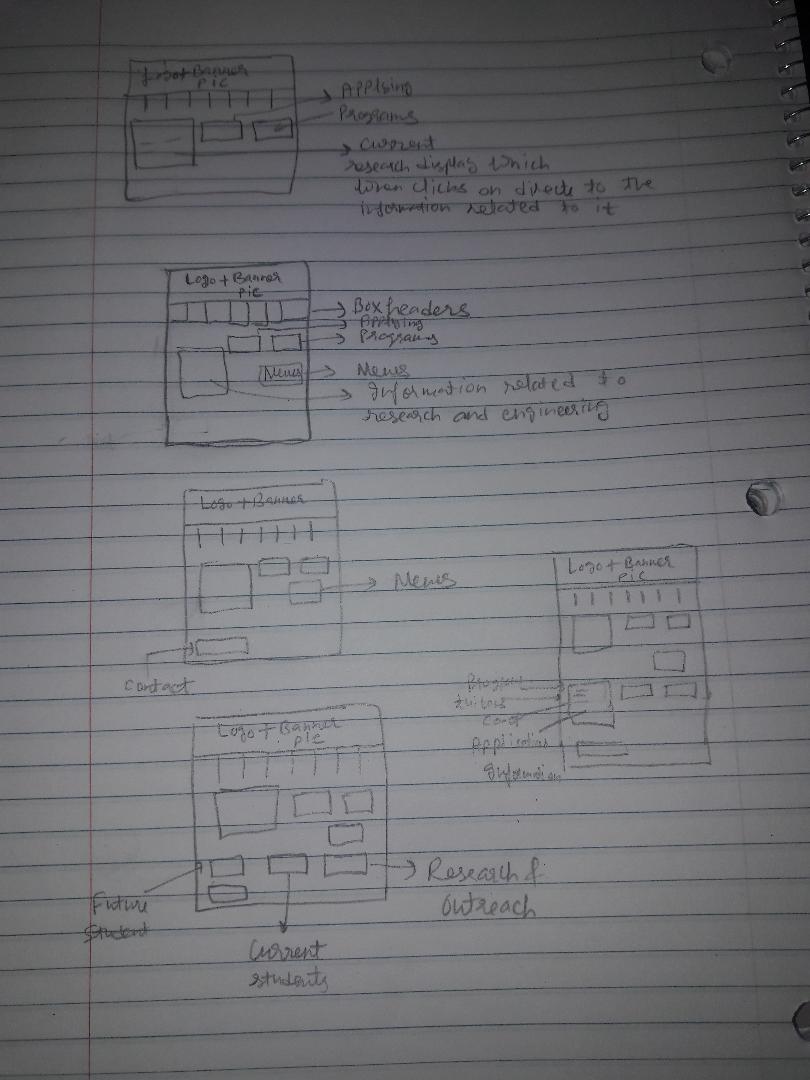 Logo + Banner
pic
Applying
Programs
Current
research display which
when clicks on directs to the
information related to it
Logo + Banner
pic
Box headers
Applying
Programs
News
News
Information related to
research and engineering
Logo + Banner
News
Contact
Logo + Banner
pic
Program
Cost
Application
Information
Logo + Banner
pic
Research &
Outreach
Future
Student
Current
students